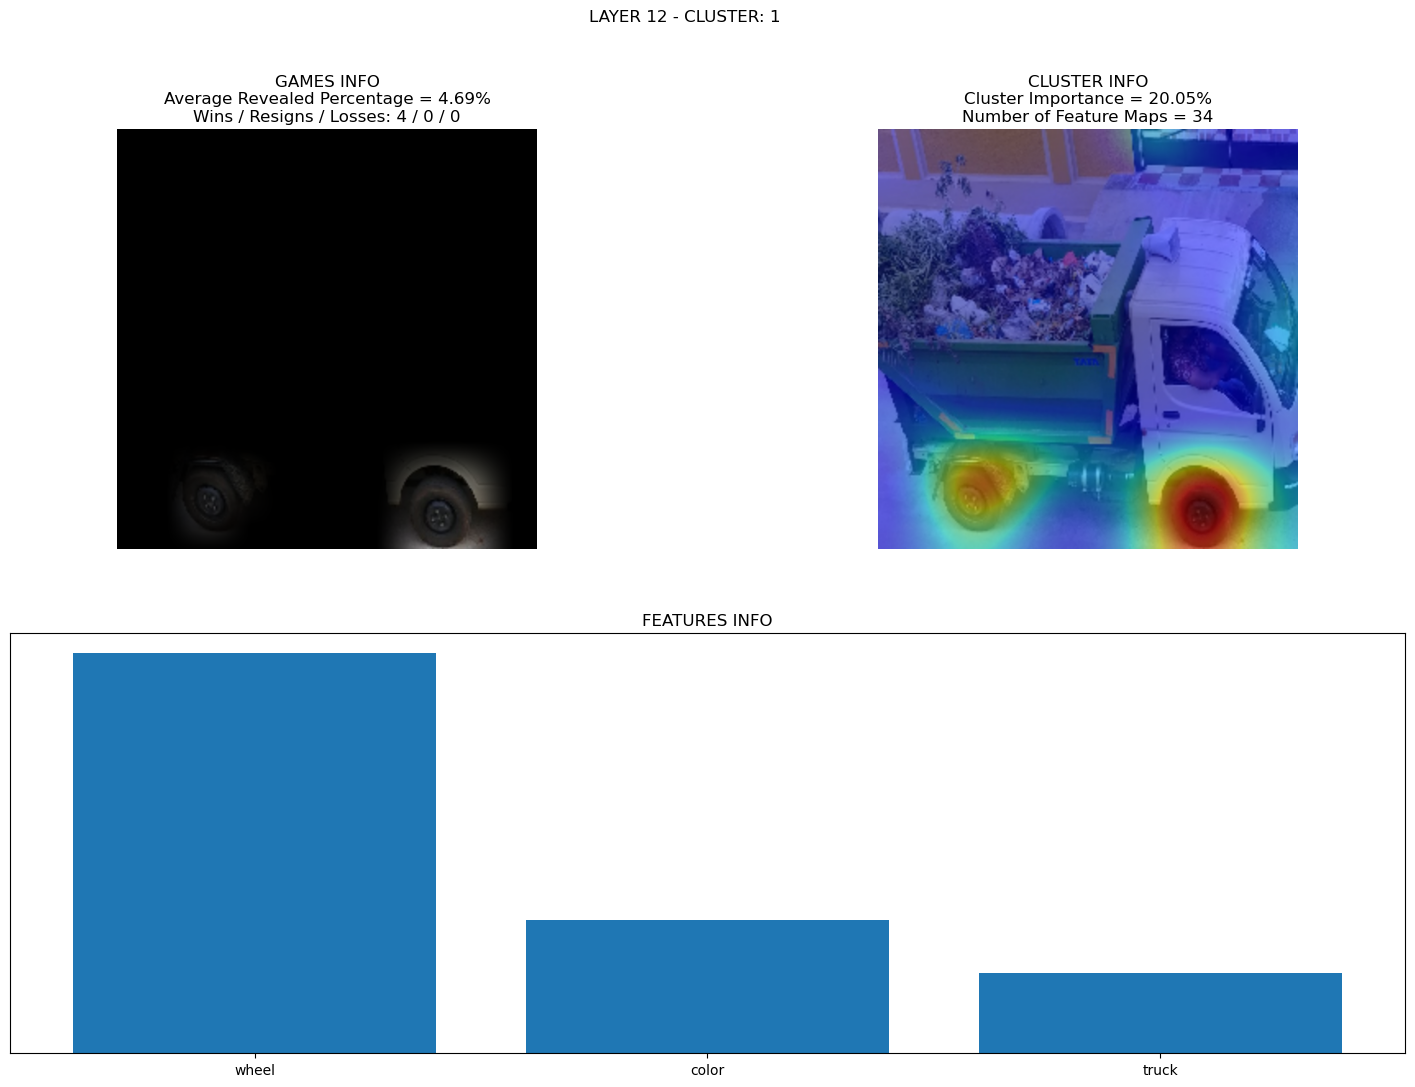 LAYER 12 - CLUSTER: 1
GAMES INFO
Average Revealed Percentage = 4.69%
Wins / Resigns / Losses: 4 / 0 / 0
CLUSTER INFO
Cluster Importance = 20.05%
Number of Feature Maps = 34
FEATURES INFO
wheel
color
truck